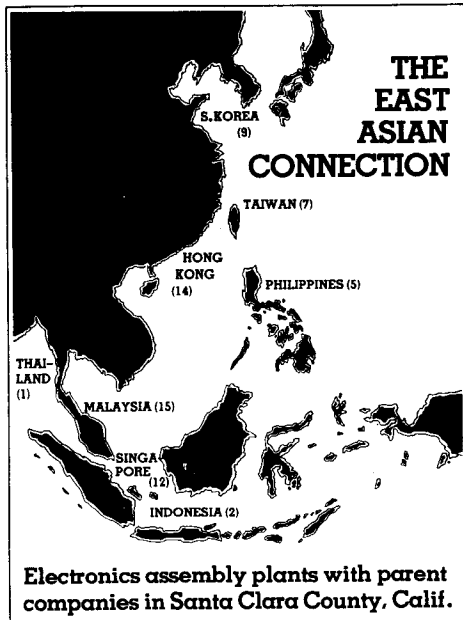 THE
EAST
ASIAN
CONNECTION
S. KOREA
(9)
TAIWAN (7)
HONG
KONG
(14)
PHILIPPINES (5)
THAI-
LAND
(1)
MALAYSIA (15)
SINGA
PORE
(12)
INDONESIA (2)
Electronics assembly plants with parent
companies in Santa Clara County, Calif.